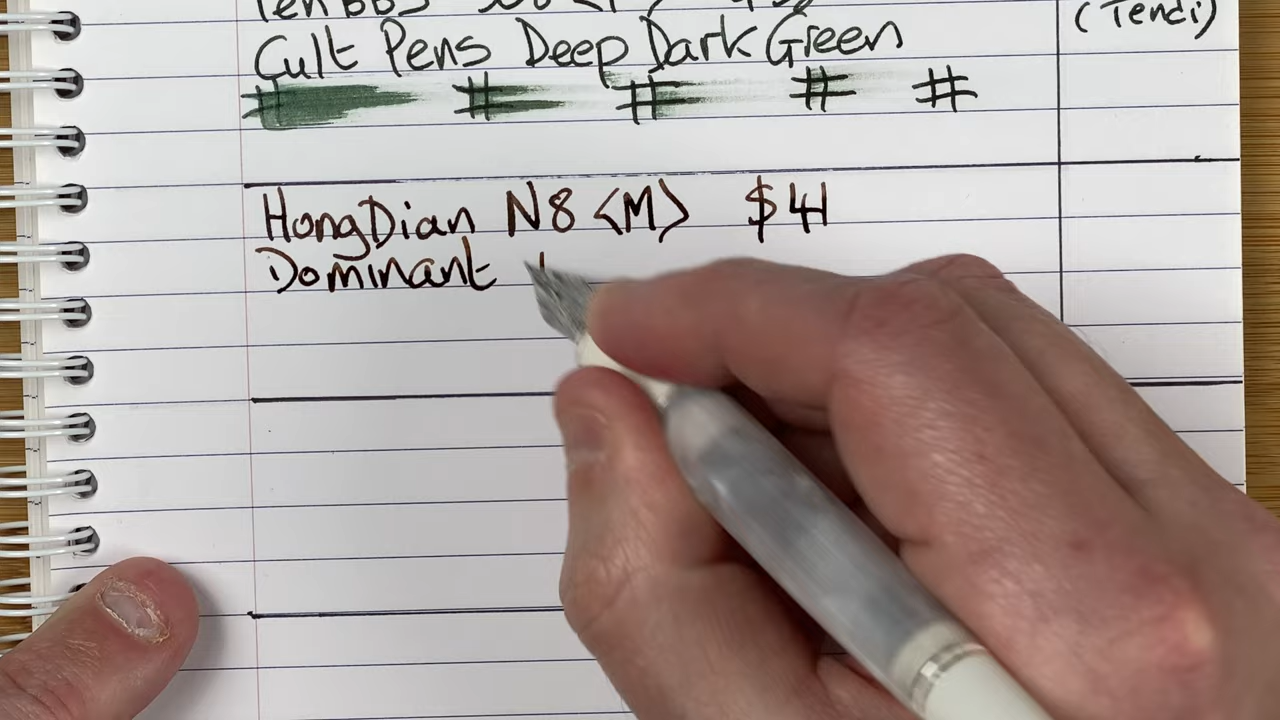 (Tendi)
Cult Pens Deep Dark Green
# # # # #
HongDian N8 <M> $41
Dominant